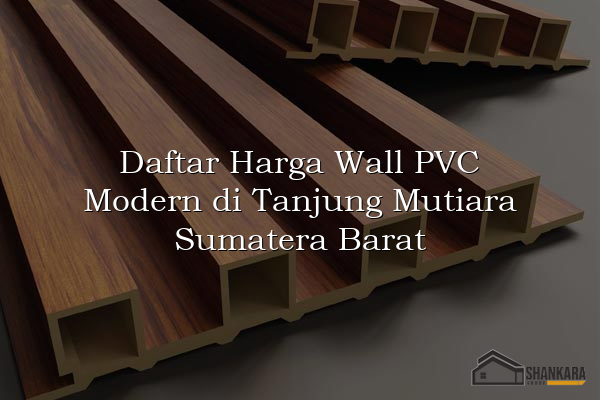 Daftar Harga Wall PVC
Modern di Tanjung Mutiara
Sumatera Barat
SHANKARA